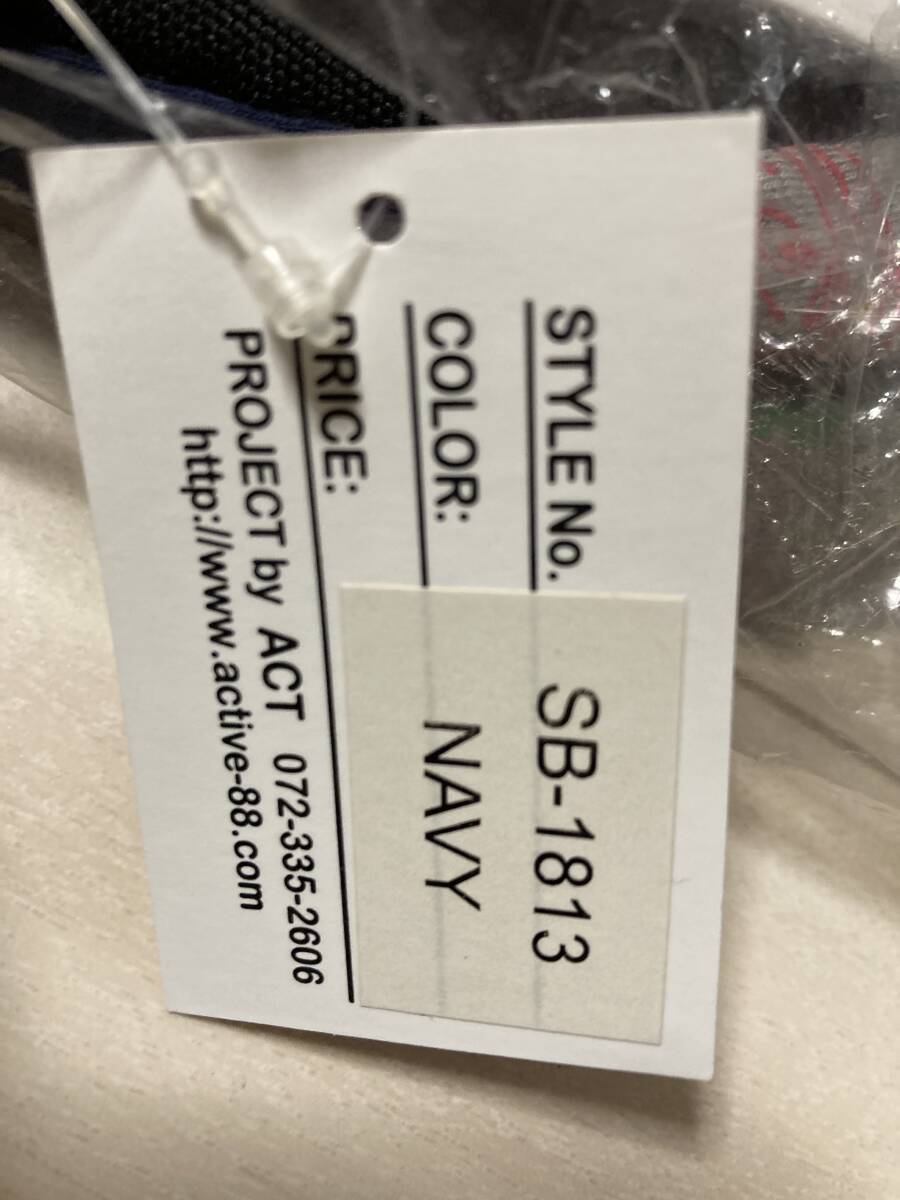 STYLE No. SB-1813
COLOR: NAVY
PRICE:
PROJECT by ACT 072-335-2606
http://www.active-88.com